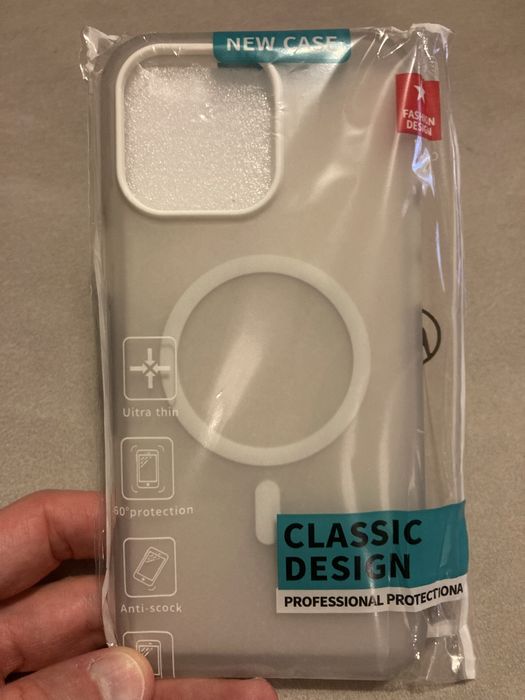 NEW CASE
FASHION
DESIGN
Uitra thin
60°protection
Anti-scock
CLASSIC
DESIGN
PROFESSIONAL PROTECTIONA